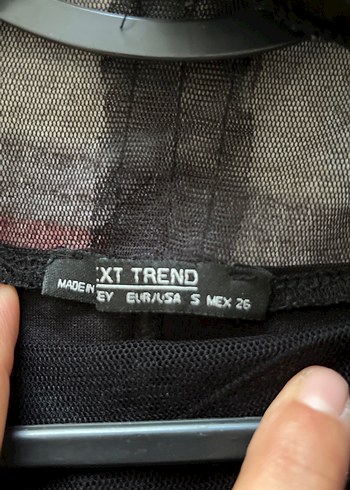 XT TREND
MADE IN EY EUR/USA S MEX 26